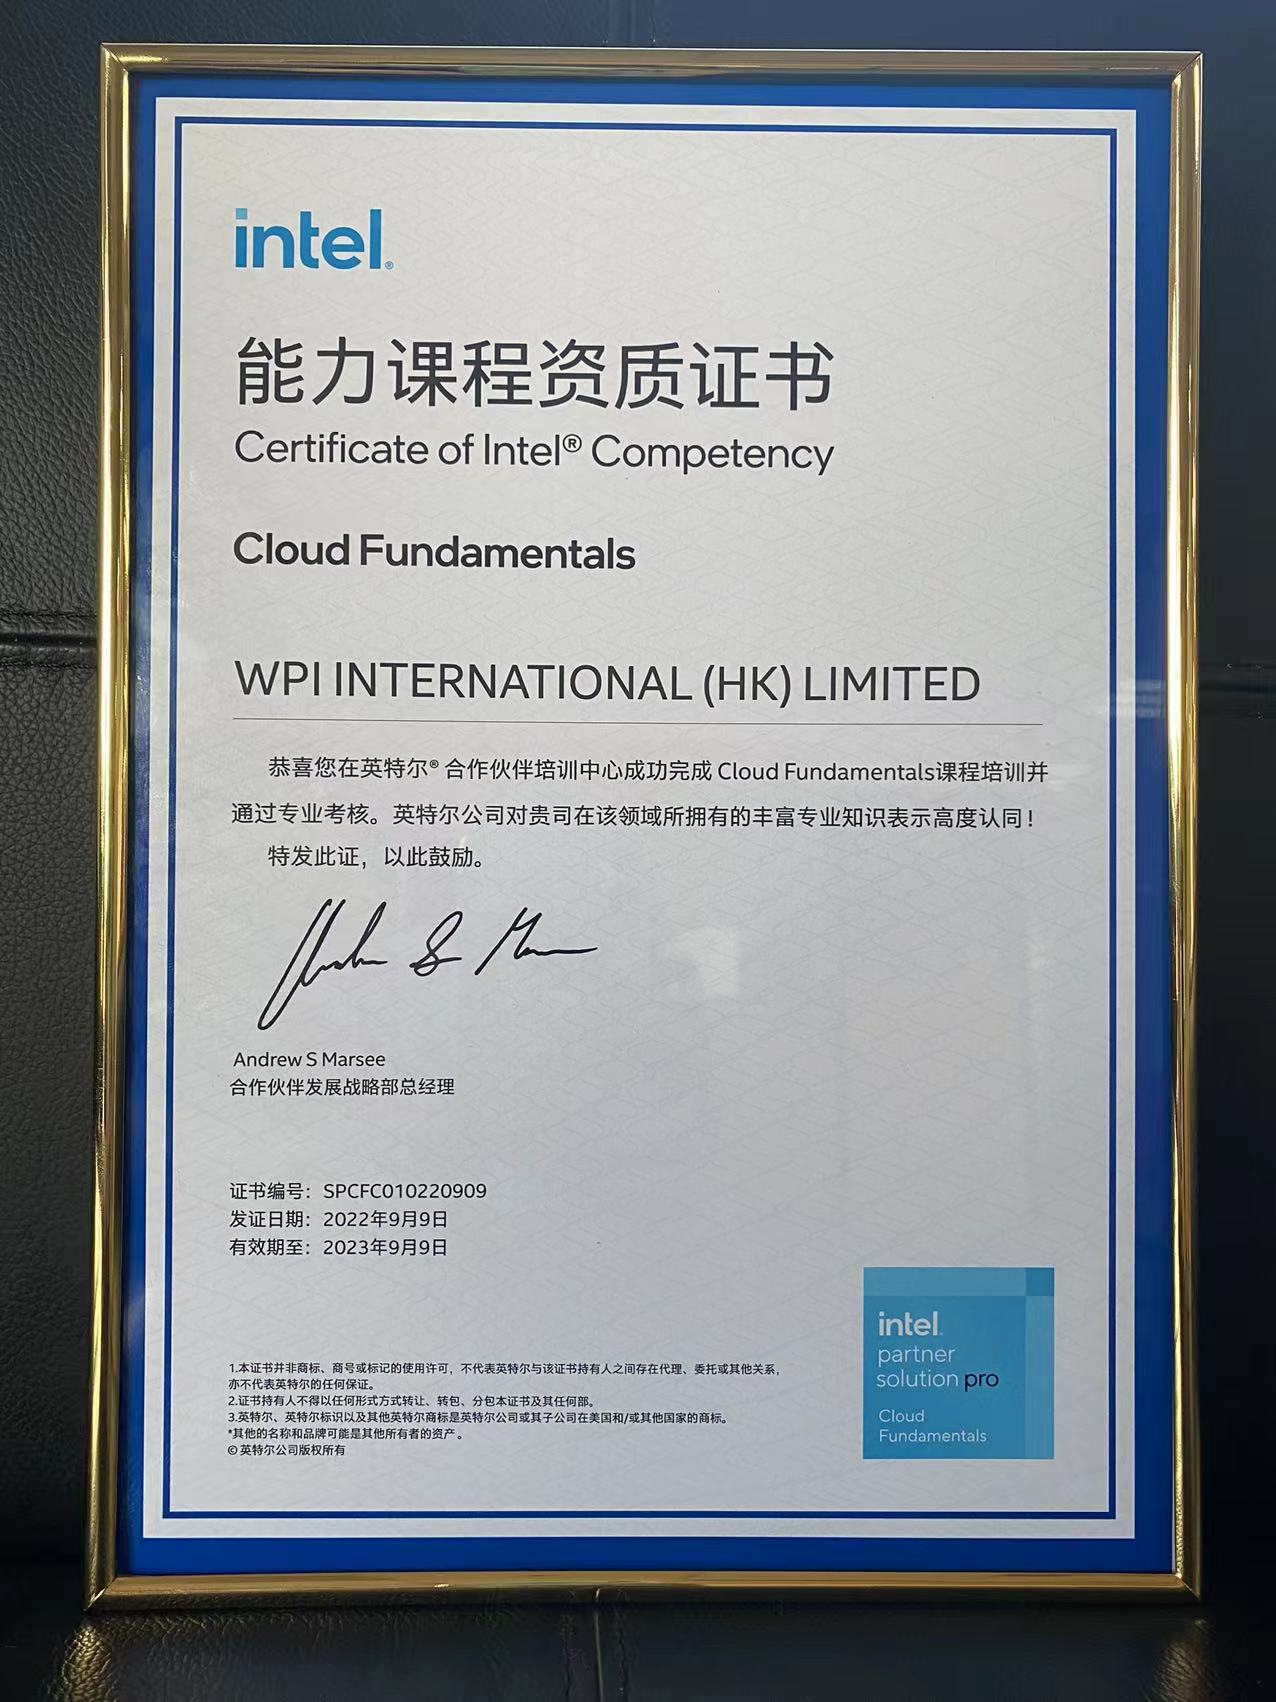 intel®
能力课程资质证书
Certificate of Intel® Competency
Cloud Fundamentals
WPI INTERNATIONAL (HK) LIMITED
恭喜您在英特尔® 合作伙伴培训中心成功完成 Cloud Fundamentals课程培训并
通过专业考核。英特尔公司对贵司在该领域所拥有的丰富专业知识表示高度认同！
特发此证，以此鼓励。
Andrew S Marsee
合作伙伴发展战略部总经理
证书编号：SPCFC010220909
发证日期：2022年9月9日
有效期至：2023年9月9日
1.本证书并非商标、商号或标记的使用许可，不代表英特尔与该证书持有人之间存在代理、委托或其他关系，
亦不代表英特尔的任何保证。
2.证书持有人不得以任何形式方式转让、转包、分包本证书及其任何部。
3.英特尔、英特尔标识以及其他英特尔商标是英特尔公司或其子公司在美国和/或其他国家的商标。
*其他的名称和品牌可能是其他所有者的资产。
© 英特尔公司版权所有
intel.
partner
solution pro
Cloud
Fundamentals